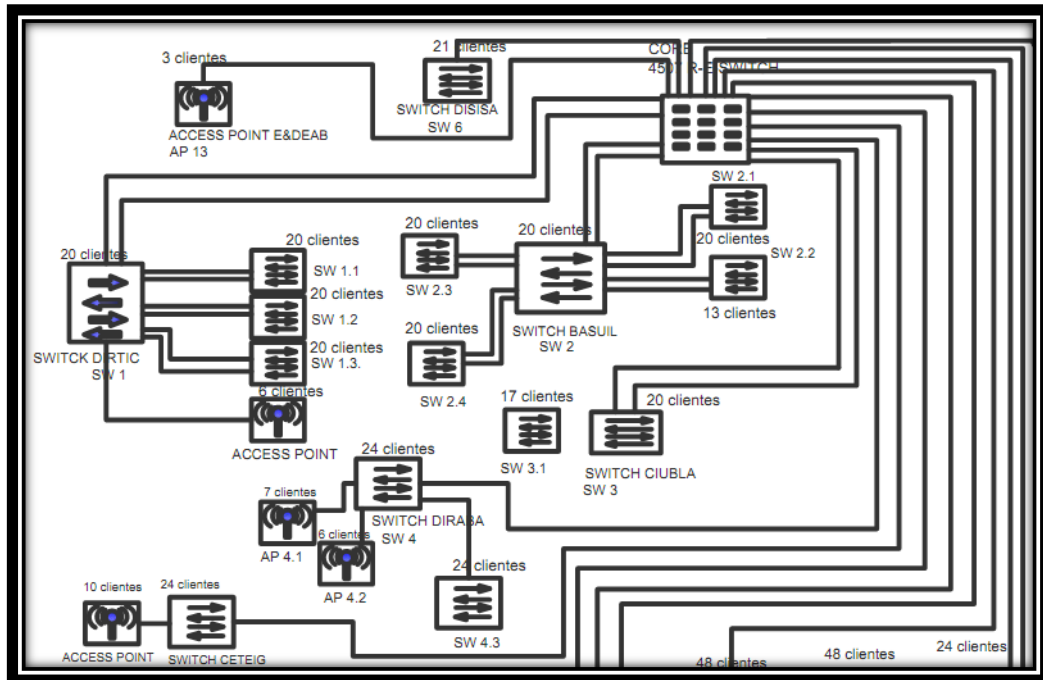 21 clientes
CORE
3 clientes
4507 R-E SWITCH
SWITCH DISISA
SW 6
ACCESS POINT E&DEAB
AP 13
SW 2.1
20 clientes
20 clientes
SW 1.1
20 clientes
20 clientes
20 clientes
SW 2.2
SW 2.3
20 clientes
SW 1.2
13 clientes
20 clientes
SWITCH BASUIL
SW 2
SWITCK DIRTIC
SW 1
20 clientes
SW 1.3.
SW 2.4
6 clientes
17 clientes
20 clientes
ACCESS POINT
SW 3.1
SWITCH CIUBLA
SW 3
24 clientes
7 clientes
SWITCH DIRABA
SW 4
AP 4.1
6 clientes
AP 4.2
24 clientes
SW 4.3
10 clientes
24 clientes
ACCESS POINT
SWITCH CETEIG
48 clientes
48 clientes
24 clientes